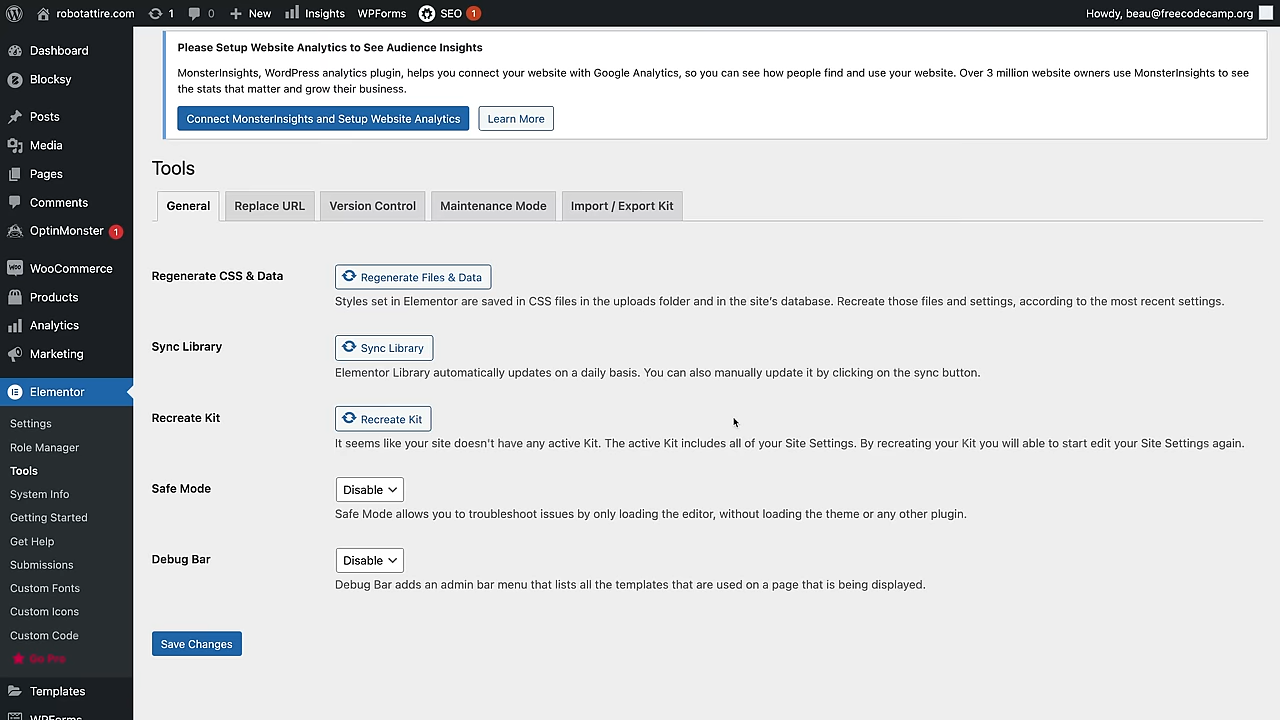 robotattire.com 1 0 New Insights WPForms SEO 1 Howdy, beau@freecodecamp.org
Dashboard
Blocksy
Posts
Media
Pages
Comments
OptinMonster 1
WooCommerce
Products
Analytics
Marketing
Elementor
Settings
Role Manager
Tools
System Info
Getting Started
Get Help
Submissions
Custom Fonts
Custom Icons
Custom Code
Go Pro
Templates
WPForms
Please Setup Website Analytics to See Audience Insights
MonsterInsights, WordPress analytics plugin, helps you connect your website with Google Analytics, so you can see how people find and use your website. Over 3 million website owners use MonsterInsights to see
the stats that matter and grow their business.
Connect MonsterInsights and Setup Website Analytics Learn More
Tools
General Replace URL Version Control Maintenance Mode Import / Export Kit
Regenerate CSS & Data Regenerate Files & Data
Styles set in Elementor are saved in CSS files in the uploads folder and in the site's database. Recreate those files and settings, according to the most recent settings.
Sync Library Sync Library
Elementor Library automatically updates on a daily basis. You can also manually update it by clicking on the sync button.
Recreate Kit Recreate Kit
It seems like your site doesn't have any active Kit. The active Kit includes all of your Site Settings. By recreating your Kit you will able to start edit your Site Settings again.
Safe Mode Disable
Safe Mode allows you to troubleshoot issues by only loading the editor, without loading the theme or any other plugin.
Debug Bar Disable
Debug Bar adds an admin bar menu that lists all the templates that are used on a page that is being displayed.
Save Changes